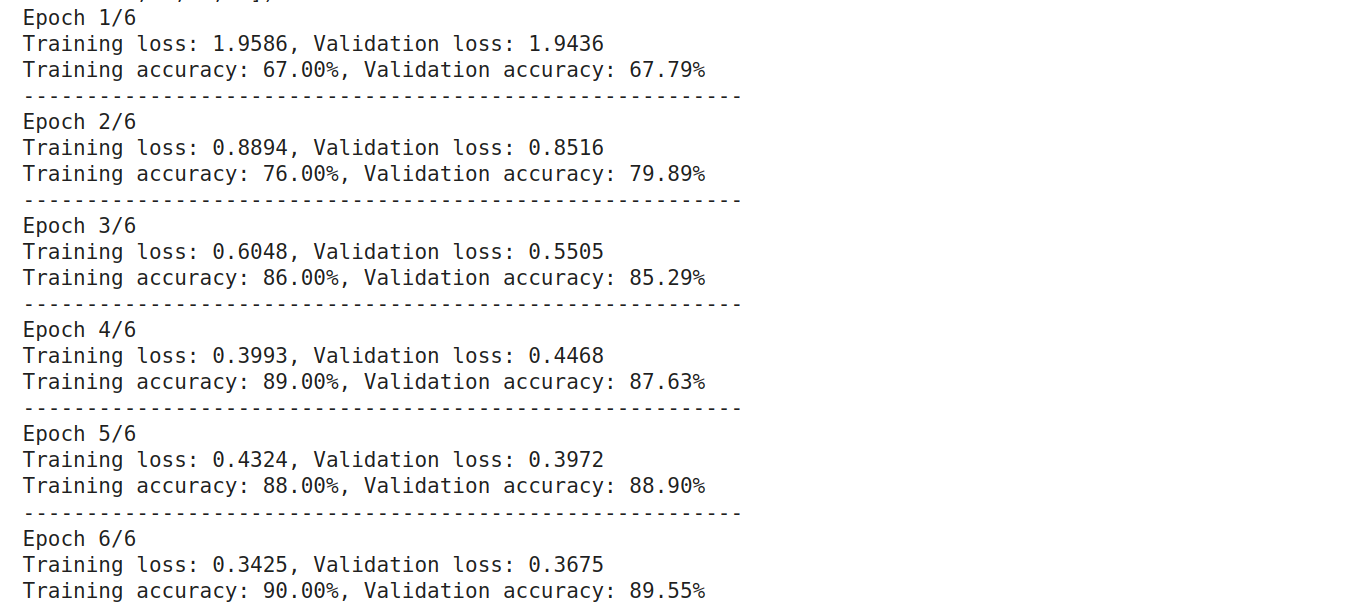 Epoch 1/6
Training loss: 1.9586, Validation loss: 1.9436
Training accuracy: 67.00%, Validation accuracy: 67.79%
---------------------------------------------------------
Epoch 2/6
Training loss: 0.8894, Validation loss: 0.8516
Training accuracy: 76.00%, Validation accuracy: 79.89%
---------------------------------------------------------
Epoch 3/6
Training loss: 0.6048, Validation loss: 0.5505
Training accuracy: 86.00%, Validation accuracy: 85.29%
---------------------------------------------------------
Epoch 4/6
Training loss: 0.3993, Validation loss: 0.4468
Training accuracy: 89.00%, Validation accuracy: 87.63%
---------------------------------------------------------
Epoch 5/6
Training loss: 0.4324, Validation loss: 0.3972
Training accuracy: 88.00%, Validation accuracy: 88.90%
---------------------------------------------------------
Epoch 6/6
Training loss: 0.3425, Validation loss: 0.3675
Training accuracy: 90.00%, Validation accuracy: 89.55%